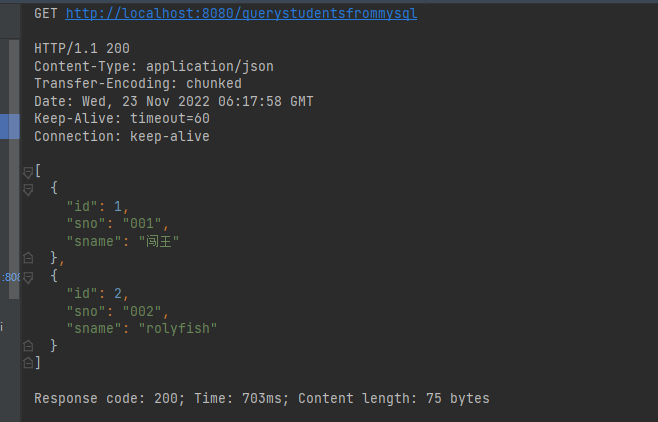 GET http://localhost:8080/querystudentsfrommysql
HTTP/1.1 200
Content-Type: application/json
Transfer-Encoding: chunked
Date: Wed, 23 Nov 2022 06:17:58 GMT
Keep-Alive: timeout=60
Connection: keep-alive
[
{
"id": 1,
"sno": "001",
"sname": "闯王"
},
:808
{
"id": 2,
"sno": "002",
i
"sname": "rolyfish"
}
]
Response code: 200; Time: 703ms; Content length: 75 bytes